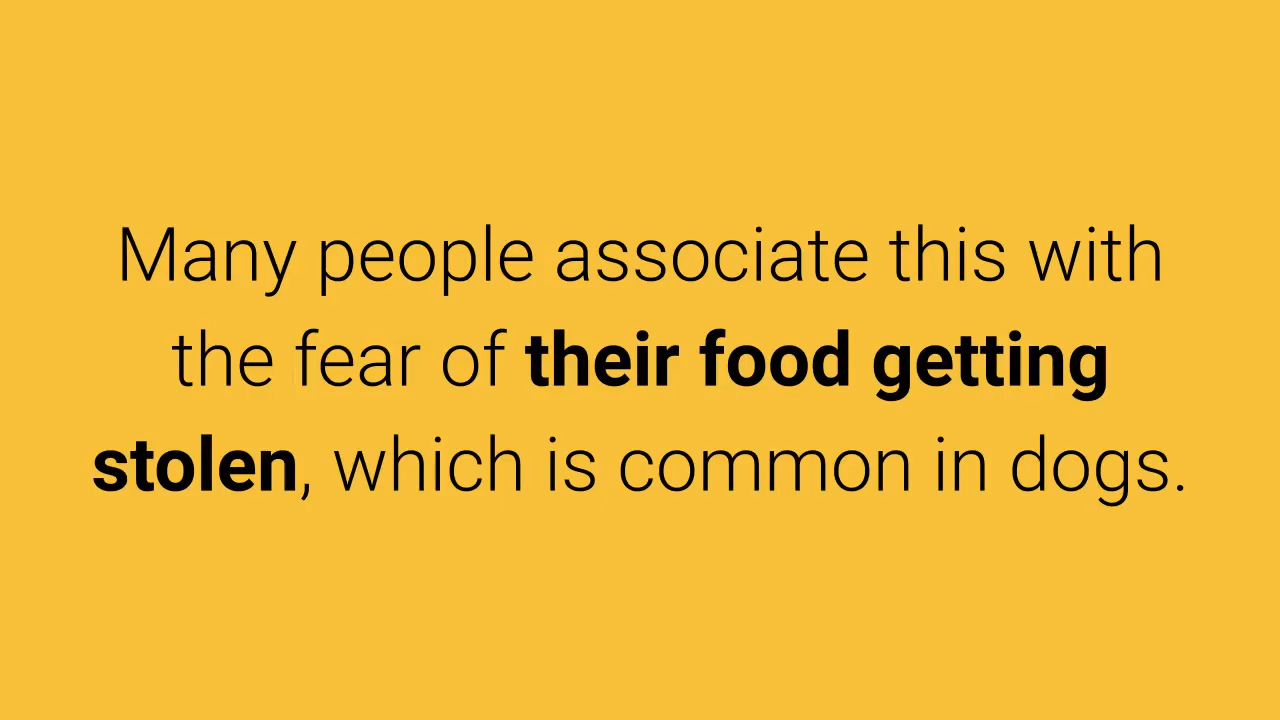 Many people associate this with
the fear of their food getting
stolen, which is common in dogs.